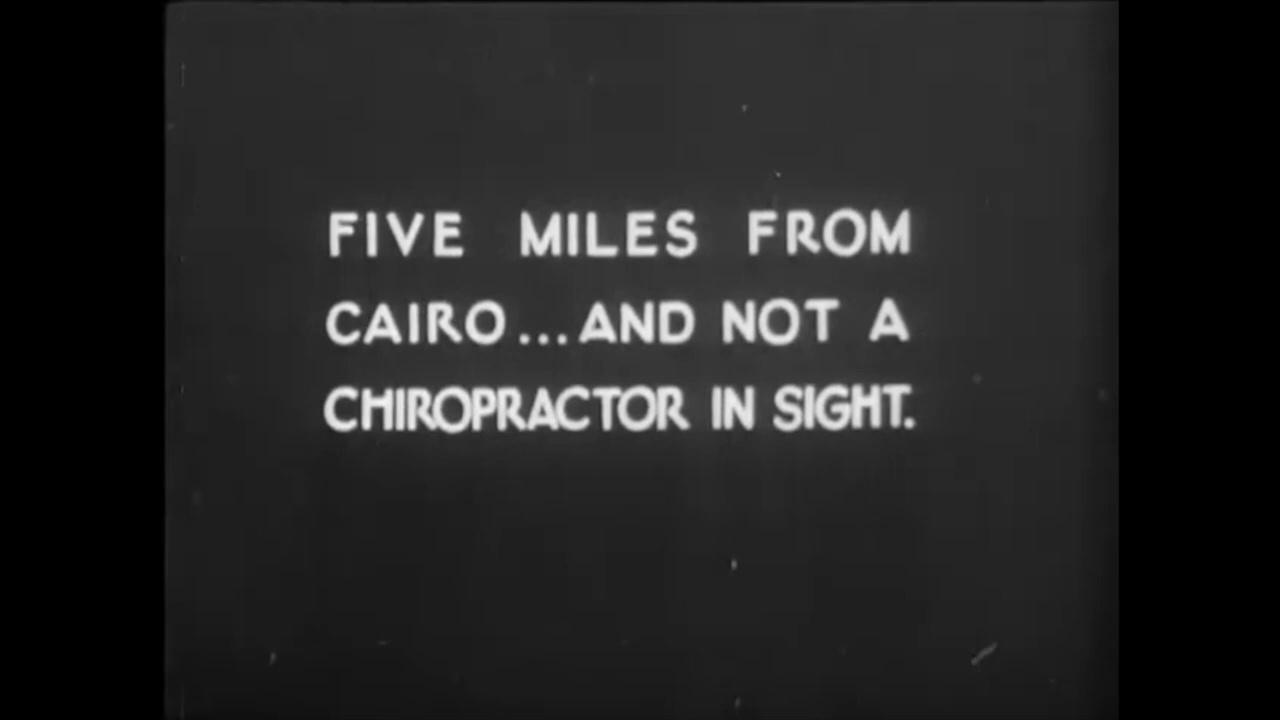 FIVE MILES FROM
CAIRO...AND NOT A
CHIROPRACTOR IN SIGHT.